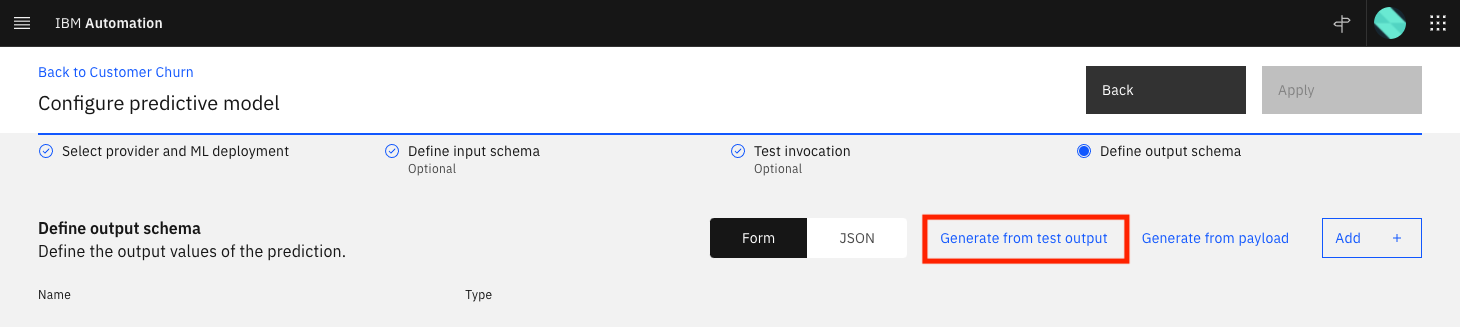 IBM Automation
Back to Customer Churn
Configure predictive model
Back
Apply
Select provider and ML deployment
Define input schema
Optional
Test invocation
Optional
Define output schema
Define output schema
Define the output values of the prediction.
Form
JSON
Generate from test output
Generate from payload
Add +
Name
Type